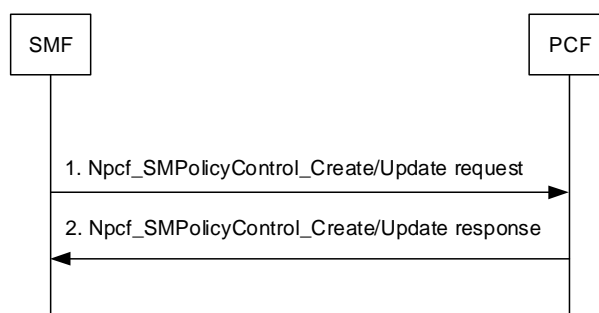 SMF
PCF
1. Npcf_SMPolicyControl_Create/Update request
2. Npcf_SMPolicyControl_Create/Update response